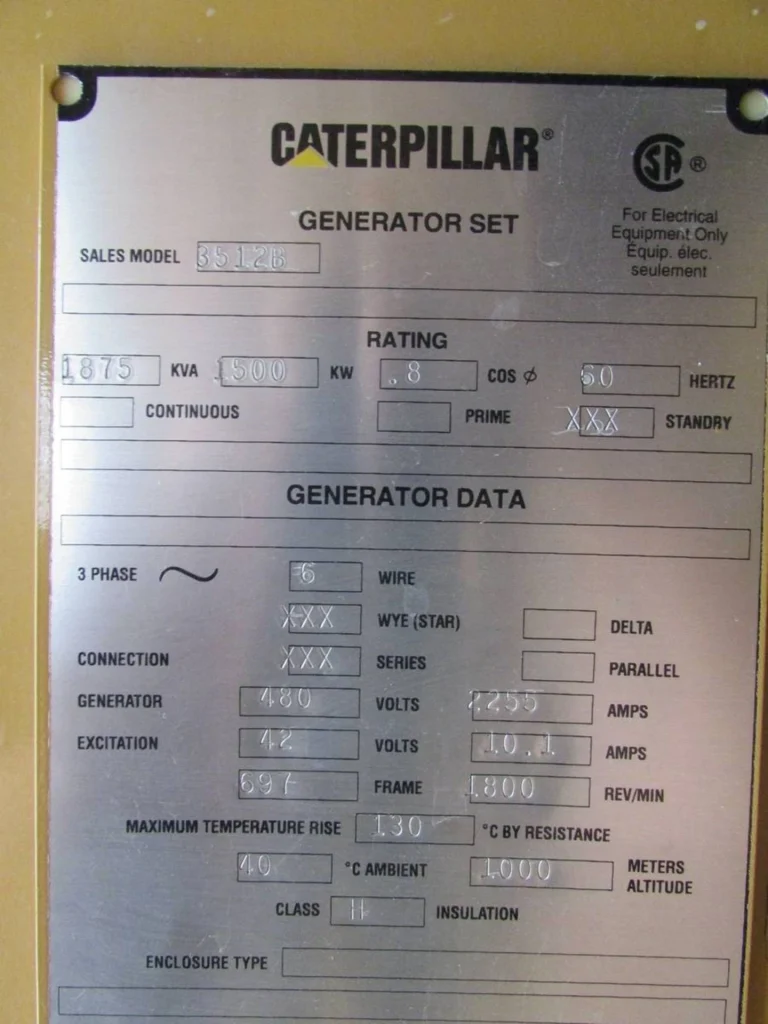 CATERPILLAR®
SA ®
GENERATOR SET
For Electrical
Equipment Only
Équip. élec.
seulement
SALES MODEL 3512B
RATING
1875 KVA 1500 KW .8 COS ϕ 60 HERTZ
CONTINUOUS PRIME XXX STANDRY
GENERATOR DATA
3 PHASE 6 WIRE
XXX WYE (STAR) DELTA
CONNECTION XXX SERIES PARALLEL
GENERATOR 480 VOLTS 2255 AMPS
EXCITATION 42 VOLTS 10.1 AMPS
697 FRAME 1800 REV/MIN
MAXIMUM TEMPERATURE RISE 130 °C BY RESISTANCE
40 °C AMBIENT 1000 METERS
ALTITUDE
CLASS H INSULATION
ENCLOSURE TYPE